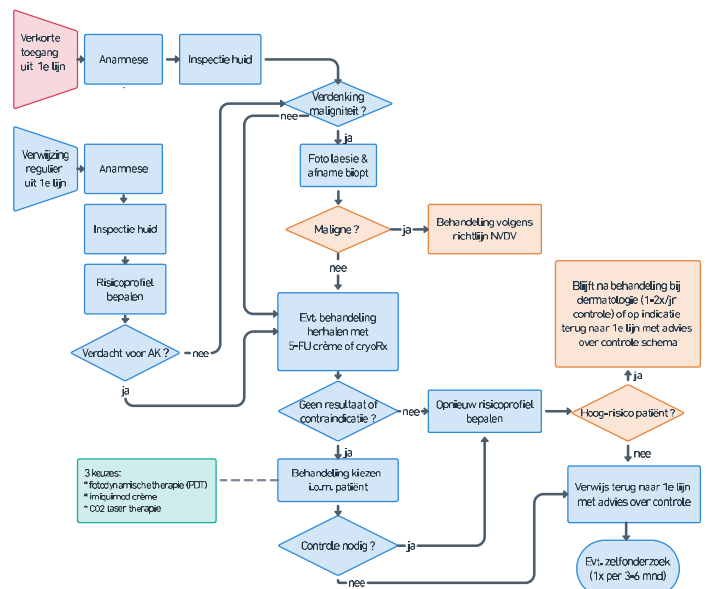 Verkorte
toegang
uit 1e lijn
Anamnese
Inspectie huid
Verdenking
maligniteit ?
nee
ja
Verwijzing
regulier
uit 1e lijn
Anamnese
Foto laesie &
afname biopt
Inspectie huid
Maligne ?
ja
Behandeling volgens
richtlijn NVDV
nee
Risicoprofiel
bepalen
Verdacht voor AK ?
nee
ja
Evt. behandeling
herhalen met
5-FU crème of cryoRx
Blijft na behandeling bij
dermatologie (1-2x/jr
controle) of op indicatie
terug naar 1e lijn met advies
over controle schema
ja
Geen resultaat of
contraindicatie ?
nee
Opnieuw risicoprofiel
bepalen
Hoog-risico patiënt ?
ja
nee
3 keuzes:
* fotodynamische therapie (PDT)
* imiquimod crème
* CO2 laser therapie
Behandeling kiezen
i.o.m. patiënt
Verwijs terug naar 1e lijn
met advies over controle
Controle nodig ?
ja
nee
Evt. zelfonderzoek
(1x per 3-6 mnd)